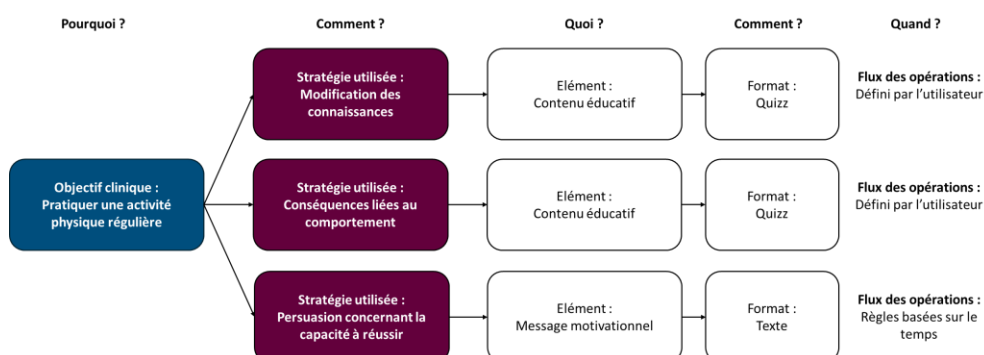 Pourquoi ?
Comment ?
Quoi ?
Comment ?
Quand ?
Stratégie utilisée :
Modification des
connaissances
Elément :
Contenu éducatif
Format :
Quizz
Flux des opérations :
Défini par l’utilisateur
Objectif clinique :
Pratiquer une activité
physique régulière
Stratégie utilisée :
Conséquences liées au
comportement
Elément :
Contenu éducatif
Format :
Quizz
Flux des opérations :
Défini par l’utilisateur
Stratégie utilisée :
Persuasion concernant la
capacité à réussir
Elément :
Message motivationnel
Format :
Texte
Flux des opérations :
Règles basées sur le
temps